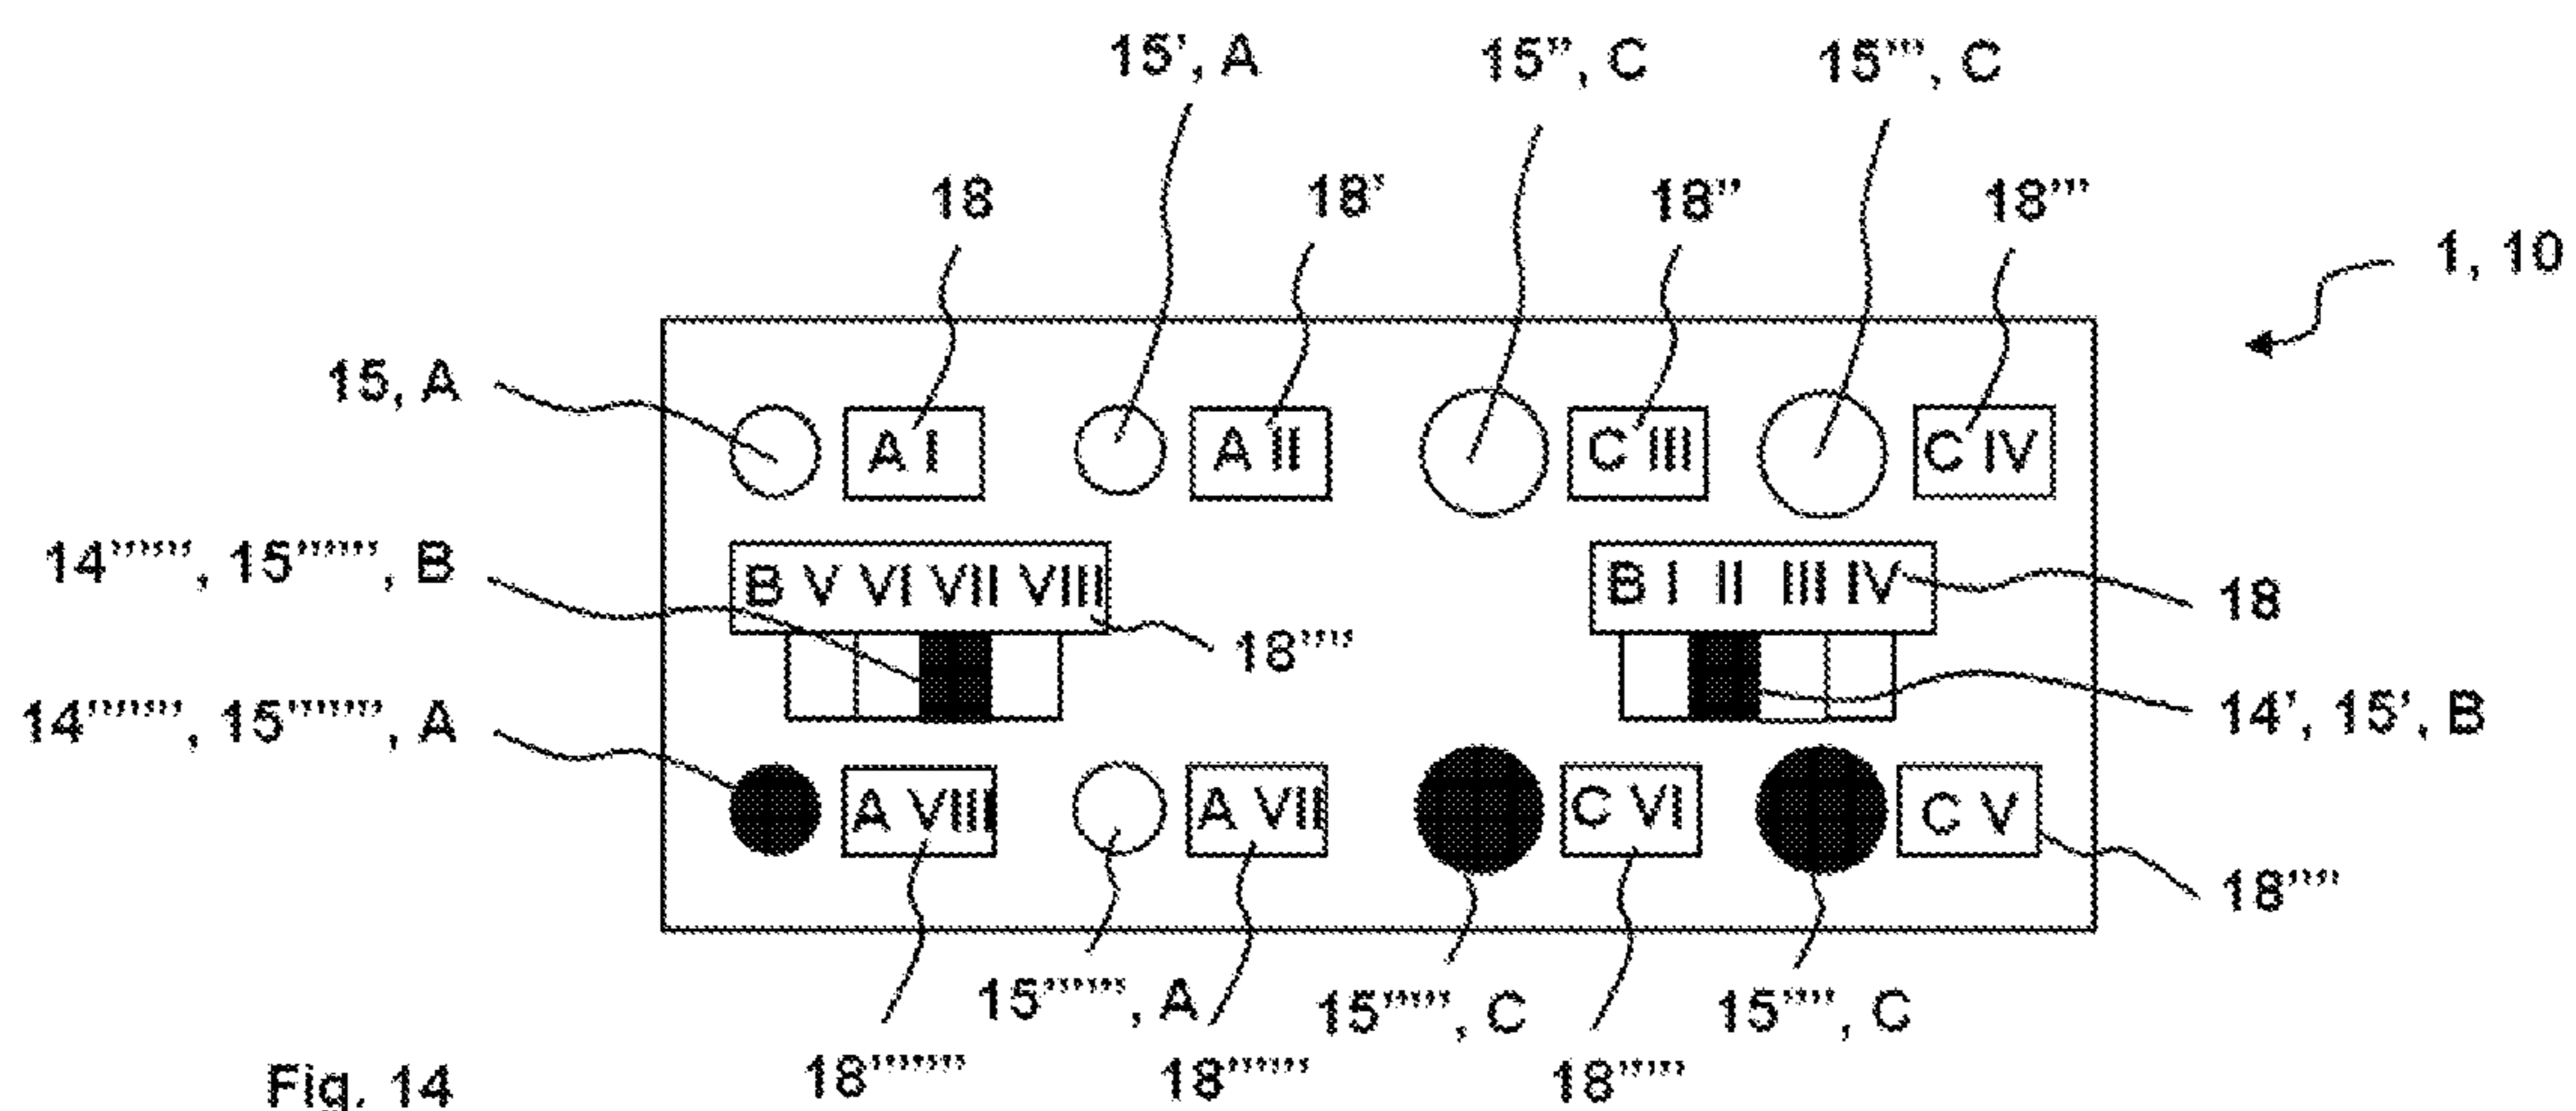 15’, A 15’’, C 15’’’, C
18 18’ 18’’ 18’’’
1, 10
15, A
A I A II C III C IV
14’’’’’’, 15’’’’’’, B
B V VI VII VIII B I II III IV
18
18’’’’
14’’’’’’’, 15’’’’’’’, A
14’, 15’, B
A VIII A VII C VI C V
18’’’’
15’’’’’’, A 15’’’’’, C 15’’’’, C
18’’’’’’’ 18’’’’’’ 18’’’’’
Fig. 14